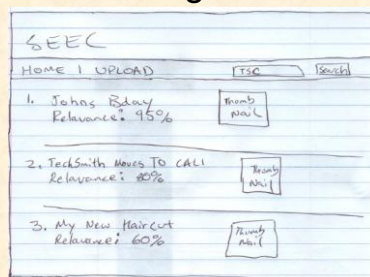 SEEC
HOME | UPLOAD TSC Search
1. Johns Bday
Relavance: 95%
Thumb
Nail
2. TechSmith Moves TO CALI
Relavance: 80%
Thumb
Nail
3. My New Haircut
Relavance: 60%
Thumb
Nail